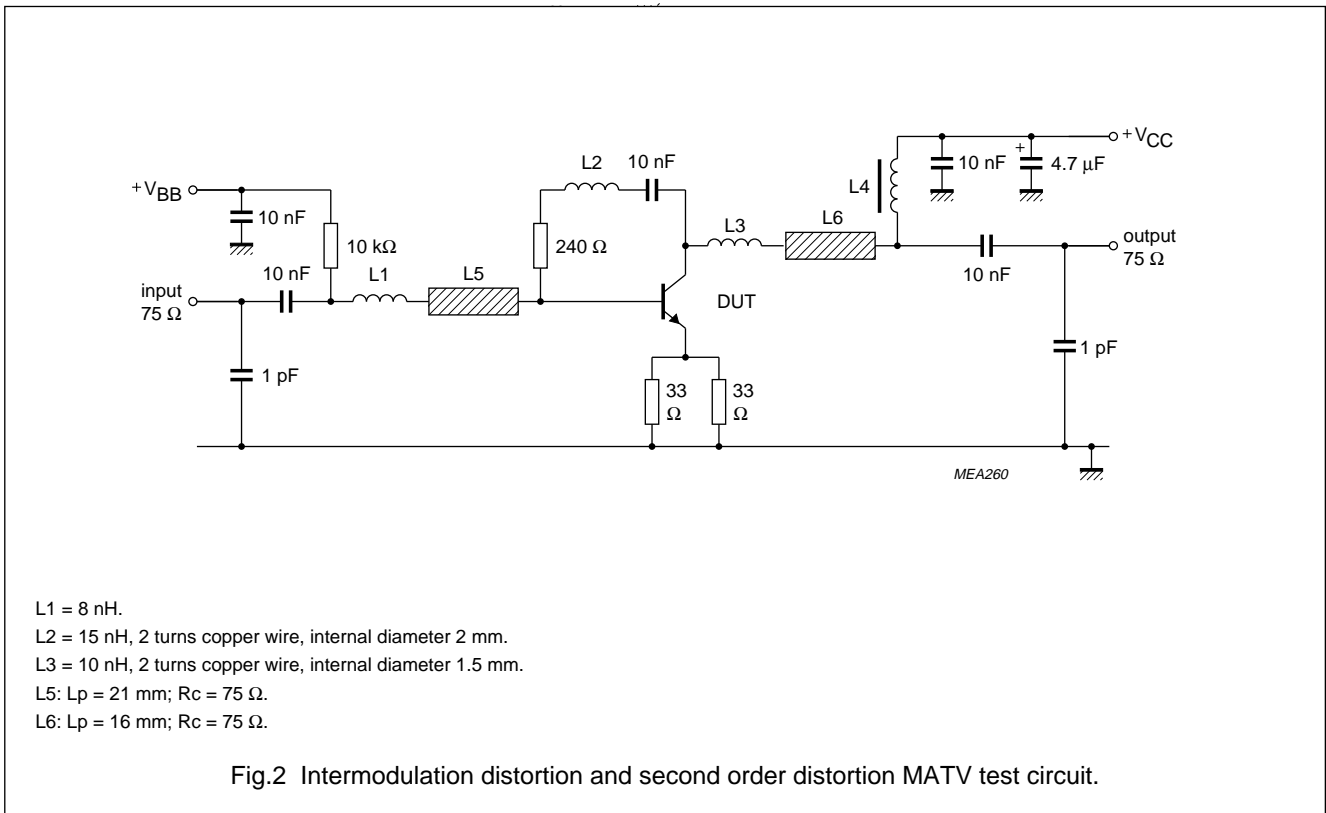 +VCC
L2
10 nF
10 nF
+
4.7 μF
+VBB
L4
10 nF
L3
L6
10 kΩ
240 Ω
output
75 Ω
10 nF
L1
L5
10 nF
input
75 Ω
DUT
1 pF
1 pF
33
Ω
33
Ω
MEA260
L1 = 8 nH.
L2 = 15 nH, 2 turns copper wire, internal diameter 2 mm.
L3 = 10 nH, 2 turns copper wire, internal diameter 1.5 mm.
L5: Lp = 21 mm; Rc = 75 Ω.
L6: Lp = 16 mm; Rc = 75 Ω.
Fig.2 Intermodulation distortion and second order distortion MATV test circuit.